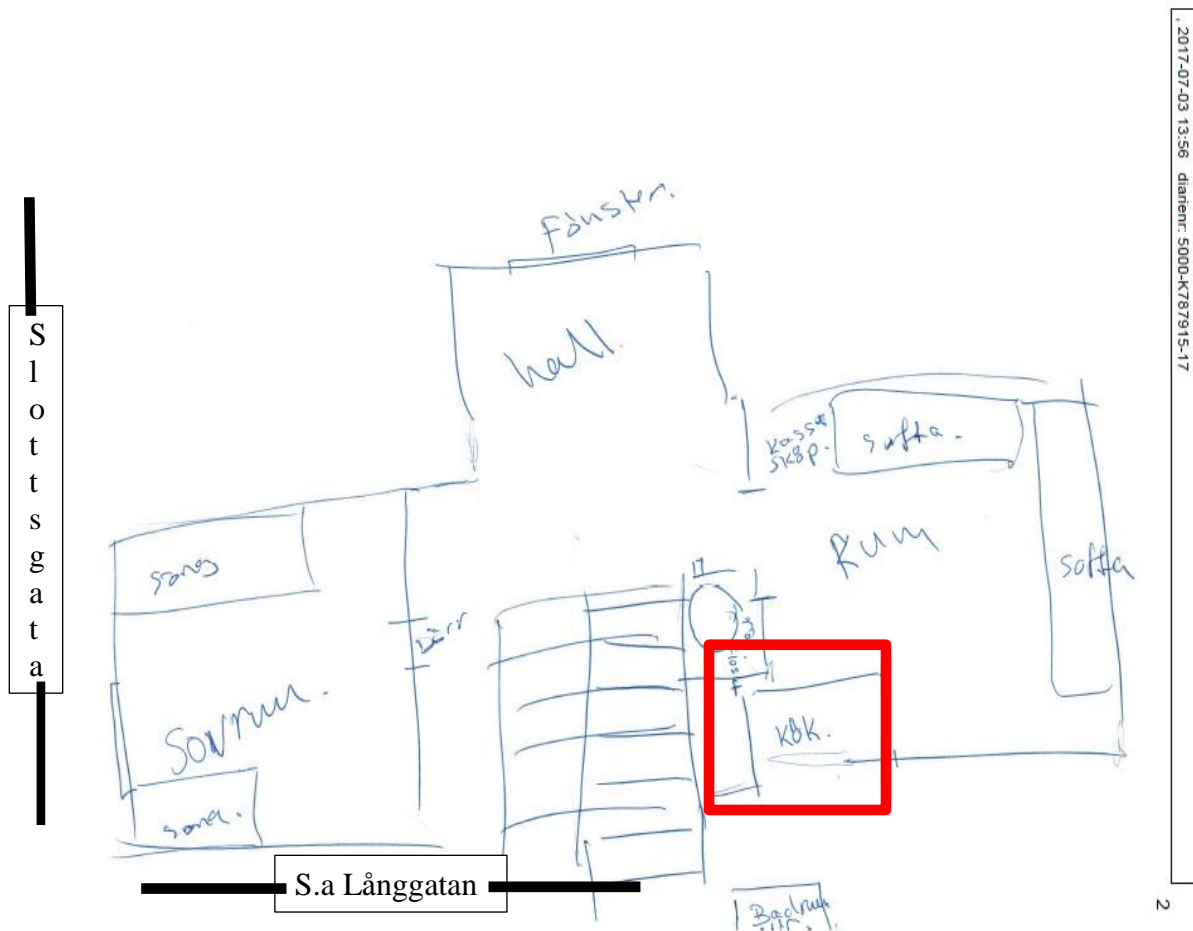 , 2017-07-03 13:56 diarienr: 5000-K787915-17
Fönster.
hall.
Slottsgata
kassa
skåp.
soffa.
Rum
soffa
säng
Dörr
Sovrum.
KÖK.
säng.
S.a Långgatan
Badrum
2